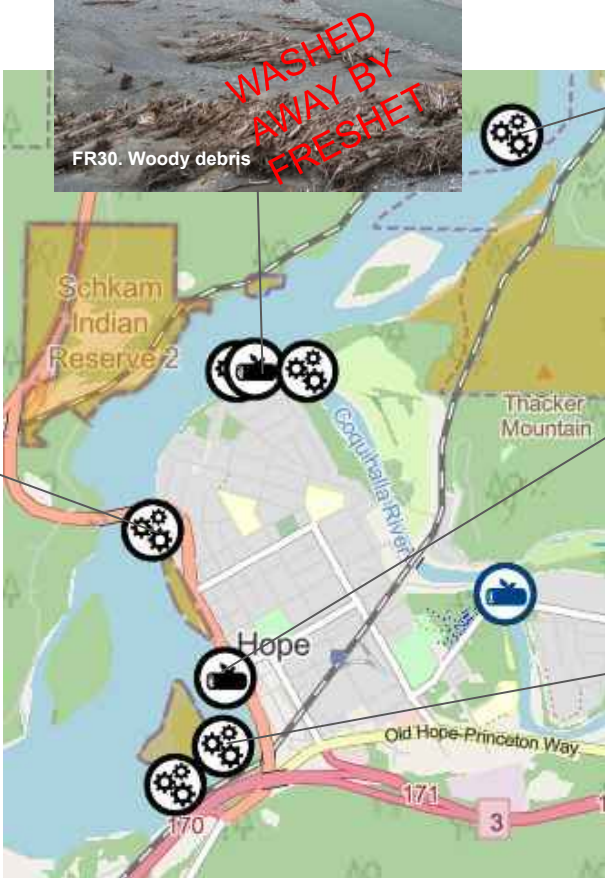 WASHED
AWAY BY
FRESHET
FR30. Woody debris
Schkam
Indian
Reserve 2
Thacker
Mountain
Coquihalla River
Hope
Old Hope-Princeton Way
170
171
3
1